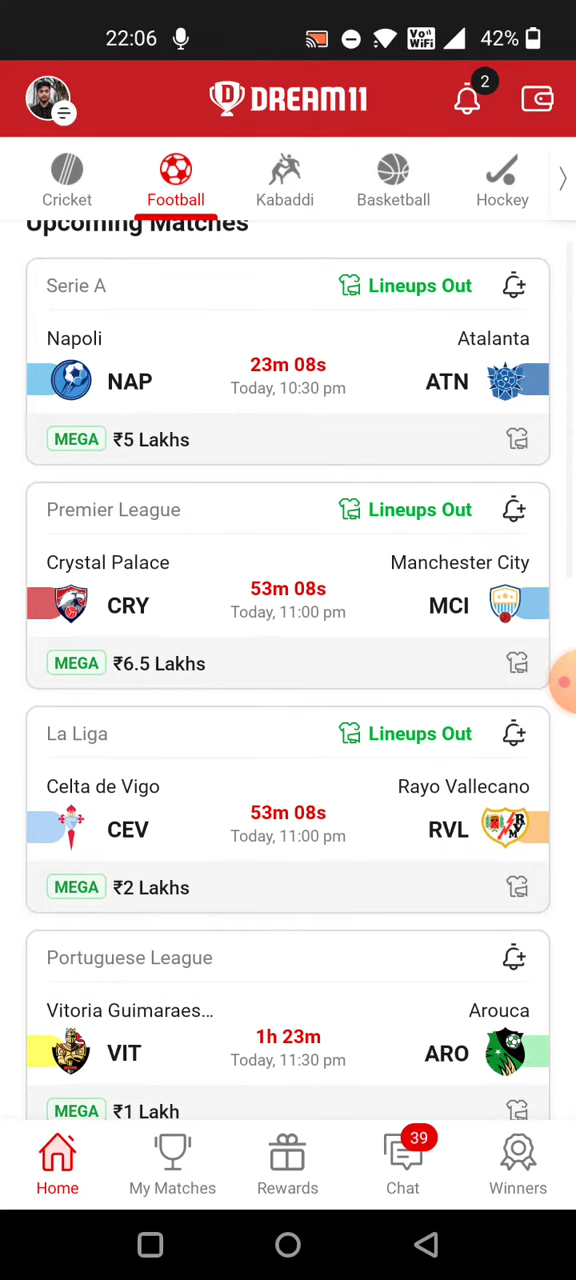 22:06 Vo WiFi 42%
DREAM11 2
Cricket Football Kabaddi Basketball Hockey
Upcoming Matches
Serie A Lineups Out
Napoli Atalanta
NAP 23m 08s ATN
Today, 10:30 pm
MEGA ₹5 Lakhs
Premier League Lineups Out
Crystal Palace Manchester City
CRY 53m 08s MCI
Today, 11:00 pm
MEGA ₹6.5 Lakhs
La Liga Lineups Out
Celta de Vigo Rayo Vallecano
CEV 53m 08s RVL
Today, 11:00 pm
MEGA ₹2 Lakhs
Portuguese League
Vitoria Guimaraes... Arouca
VIT 1h 23m ARO
Today, 11:30 pm
MEGA ₹1 Lakh
39
Home My Matches Rewards Chat Winners